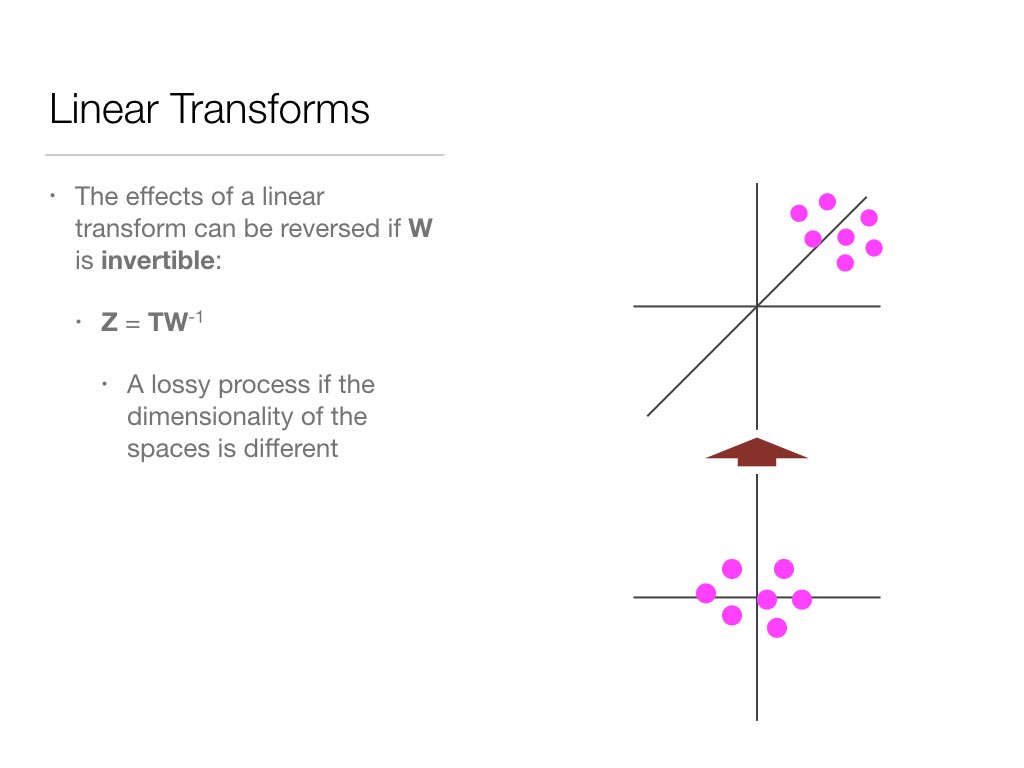 Linear Transforms
• The effects of a linear
transform can be reversed if W
is invertible:
• Z = TW⁻¹
• A lossy process if the
dimensionality of the
spaces is different